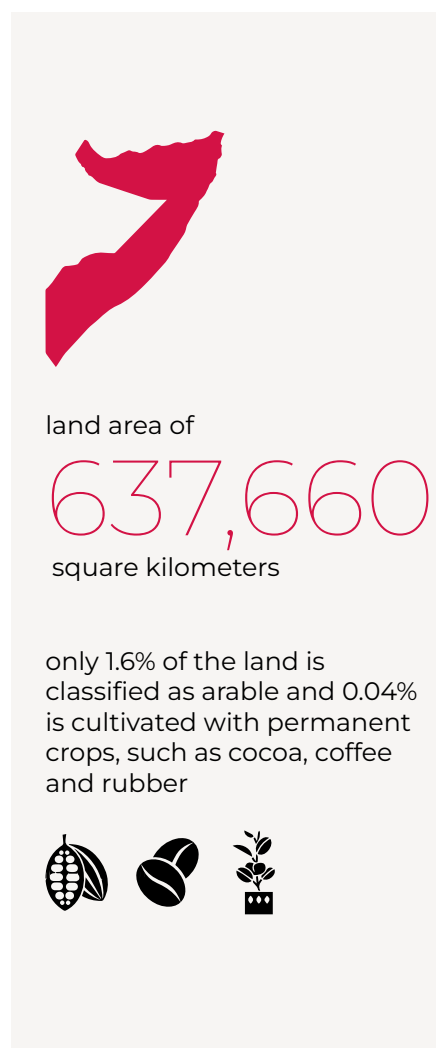 land area of
637,660
square kilometers
only 1.6% of the land is
classified as arable and 0.04%
is cultivated with permanent
crops, such as cocoa, coffee
and rubber